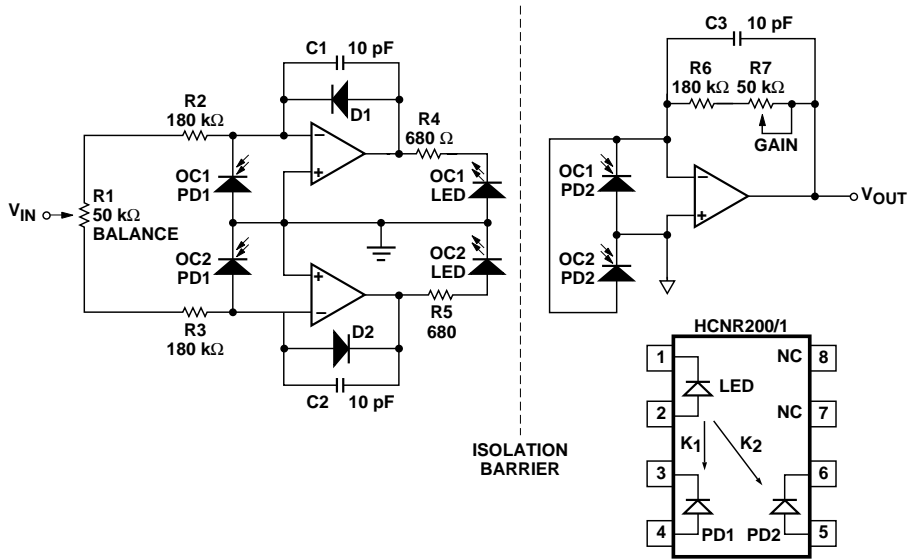 C1 10 pF
D1
R2
180 kΩ
R4
680 Ω
OC1
PD1
OC1
LED
VIN
R1
50 kΩ
BALANCE
OC2
PD1
OC2
LED
R3
180 kΩ
D2
R5
680
C2 10 pF
−
+
+
−
ISOLATION
BARRIER
C3 10 pF
R6
180 kΩ
R7
50 kΩ
GAIN
OC1
PD2
OC2
PD2
−
+
VOUT
HCNR200/1
1 NC 8
LED
2 NC 7
K1 K2
3 6
4 PD1 PD2 5